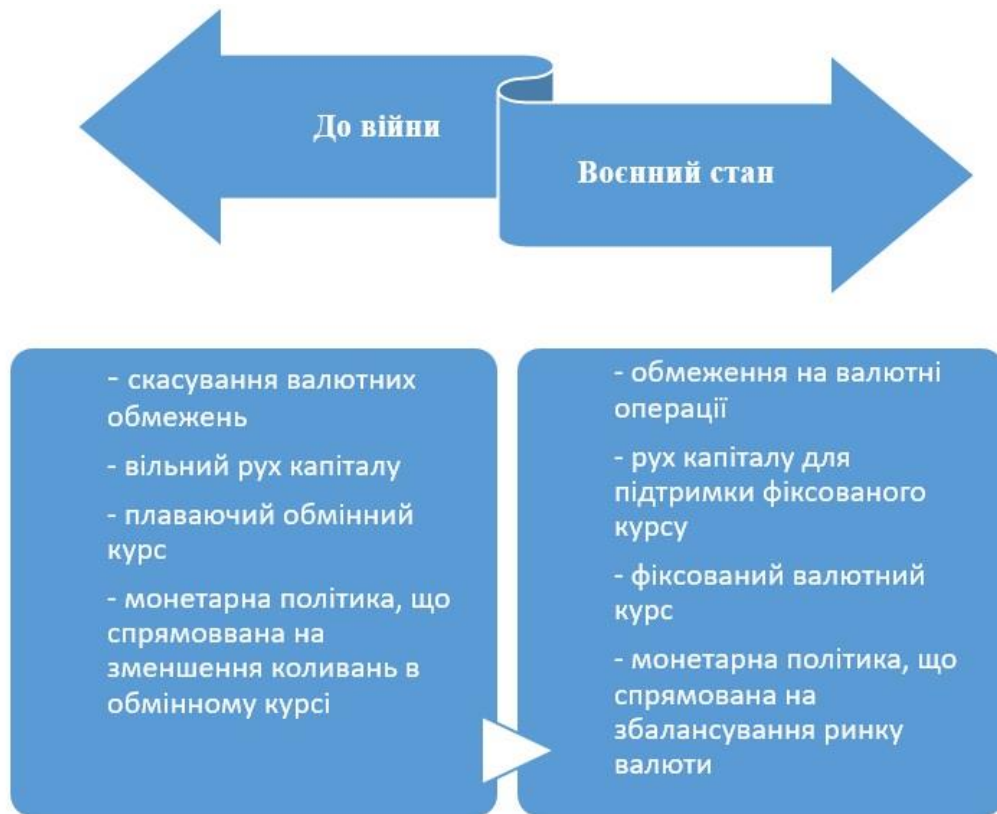 До війни
Воєнний стан
- скасування валютних
обмежень
- вільний рух капіталу
- плаваючий обмінний
курс
- монетарна політика, що
спрямоввана на
зменшення коливань в
обмінному курсі
- обмеження на валютні
операції
- рух капіталу для
підтримки фіксованого
курсу
- фіксований валютний
курс
- монетарна політика, що
спрямована на
збалансування ринку
валюти